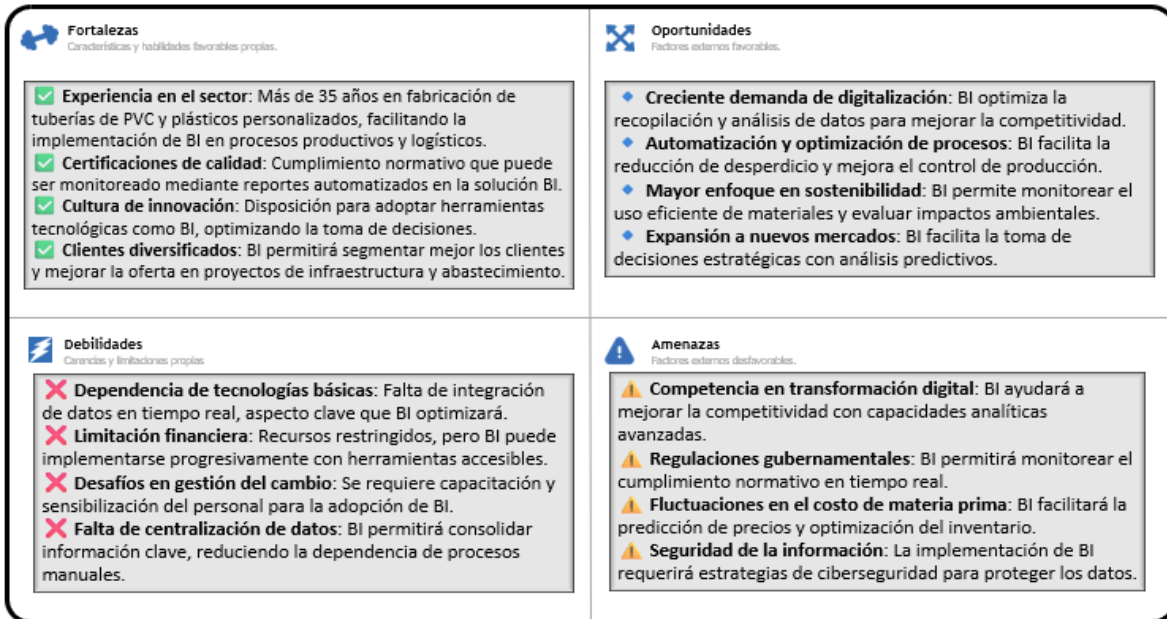 Fortalezas
Características y habilidades favorables propias.
✅ Experiencia en el sector: Más de 35 años en fabricación de
tuberías de PVC y plásticos personalizados, facilitando la
implementación de BI en procesos productivos y logísticos.
✅ Certificaciones de calidad: Cumplimiento normativo que puede
ser monitoreado mediante reportes automatizados en la solución BI.
✅ Cultura de innovación: Disposición para adoptar herramientas
tecnológicas como BI, optimizando la toma de decisiones.
✅ Clientes diversificados: BI permitirá segmentar mejor los clientes
y mejorar la oferta en proyectos de infraestructura y abastecimiento.
Oportunidades
Factores externos favorables.
🔹 Creciente demanda de digitalización: BI optimiza la
recopilación y análisis de datos para mejorar la competitividad.
🔹 Automatización y optimización de procesos: BI facilita la
reducción de desperdicio y mejora el control de producción.
🔹 Mayor enfoque en sostenibilidad: BI permite monitorear el
uso eficiente de materiales y evaluar impactos ambientales.
🔹 Expansión a nuevos mercados: BI facilita la toma de
decisiones estratégicas con análisis predictivos.
Debilidades
Carencias y limitaciones propias
❌ Dependencia de tecnologías básicas: Falta de integración
de datos en tiempo real, aspecto clave que BI optimizará.
❌ Limitación financiera: Recursos restringidos, pero BI puede
implementarse progresivamente con herramientas accesibles.
❌ Desafíos en gestión del cambio: Se requiere capacitación y
sensibilización del personal para la adopción de BI.
❌ Falta de centralización de datos: BI permitirá consolidar
información clave, reduciendo la dependencia de procesos
manuales.
Amenazas
Factores externos desfavorables.
⚠️ Competencia en transformación digital: BI ayudará a
mejorar la competitividad con capacidades analíticas
avanzadas.
⚠️ Regulaciones gubernamentales: BI permitirá monitorear el
cumplimiento normativo en tiempo real.
⚠️ Fluctuaciones en el costo de materia prima: BI facilitará la
predicción de precios y optimización del inventario.
⚠️ Seguridad de la información: La implementación de BI
requerirá estrategias de ciberseguridad para proteger los datos.